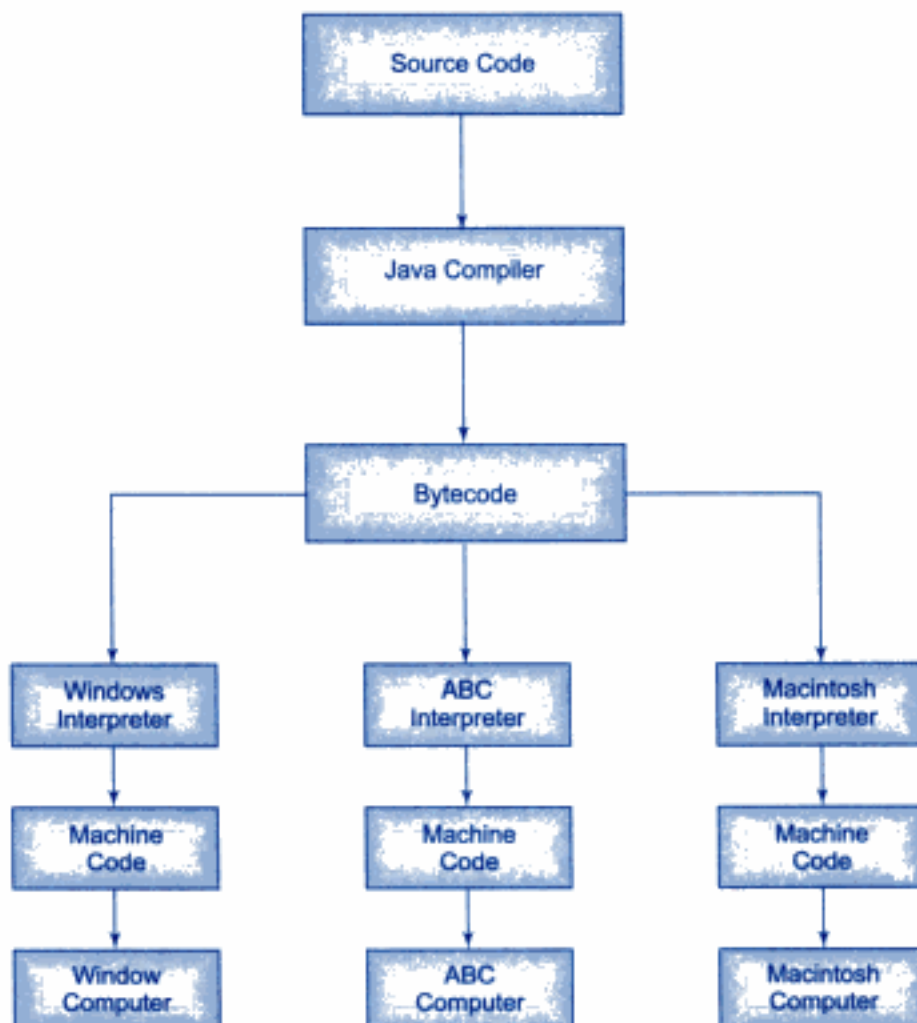 Source Code
Java Compiler
Bytecode
Windows
Interpreter
ABC
Interpreter
Macintosh
Interpreter
Machine
Code
Machine
Code
Machine
Code
Window
Computer
ABC
Computer
Macintosh
Computer